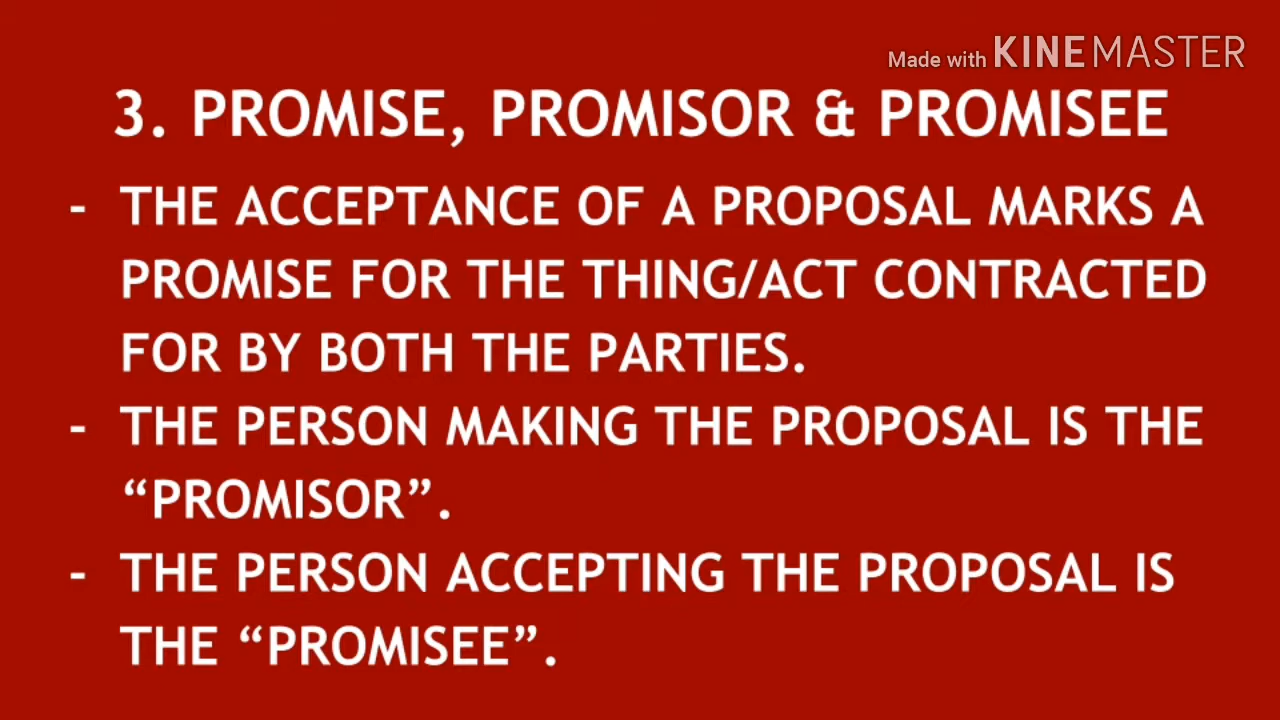 Made with KINEMASTER
3. PROMISE, PROMISOR & PROMISEE
- THE ACCEPTANCE OF A PROPOSAL MARKS A
PROMISE FOR THE THING/ACT CONTRACTED
FOR BY BOTH THE PARTIES.
- THE PERSON MAKING THE PROPOSAL IS THE
“PROMISOR”.
- THE PERSON ACCEPTING THE PROPOSAL IS
THE “PROMISEE”.